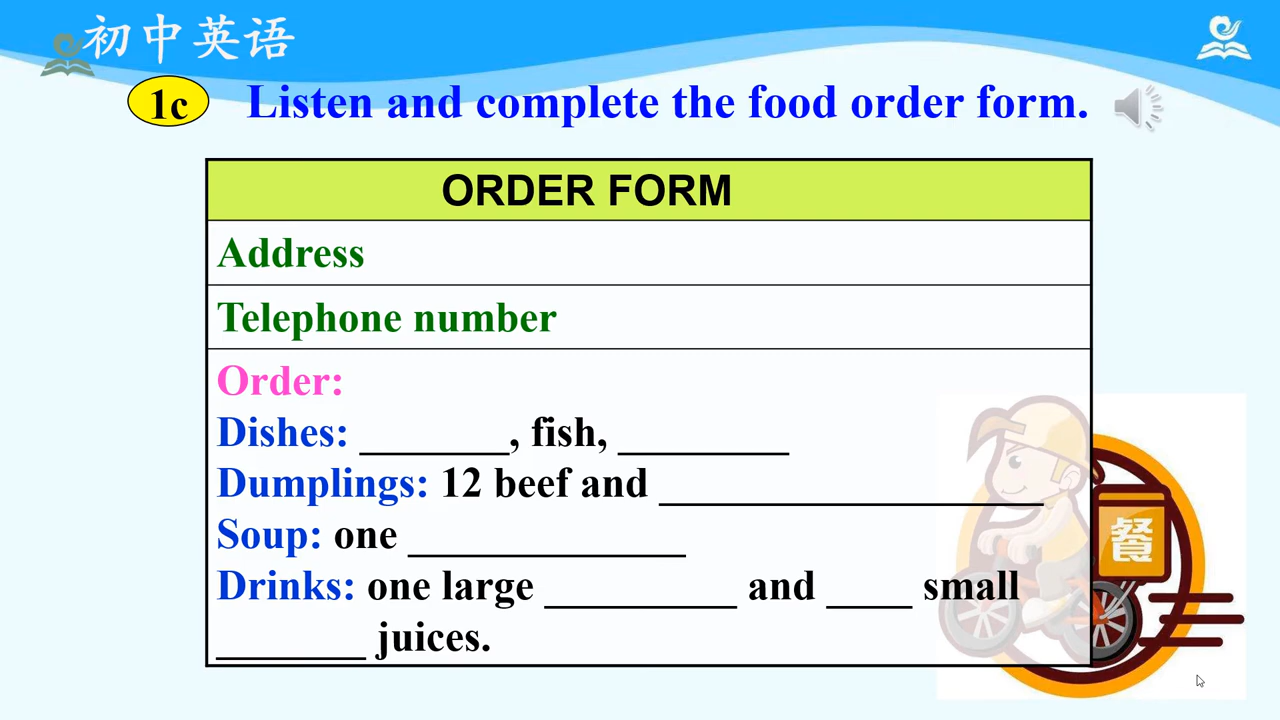 初中英语
1c Listen and complete the food order form.
ORDER FORM
Address
Telephone number
Order:
Dishes: _______, fish, ________
Dumplings: 12 beef and __________________
Soup: one _____________
Drinks: one large _________ and ____ small
_______ juices.
餐